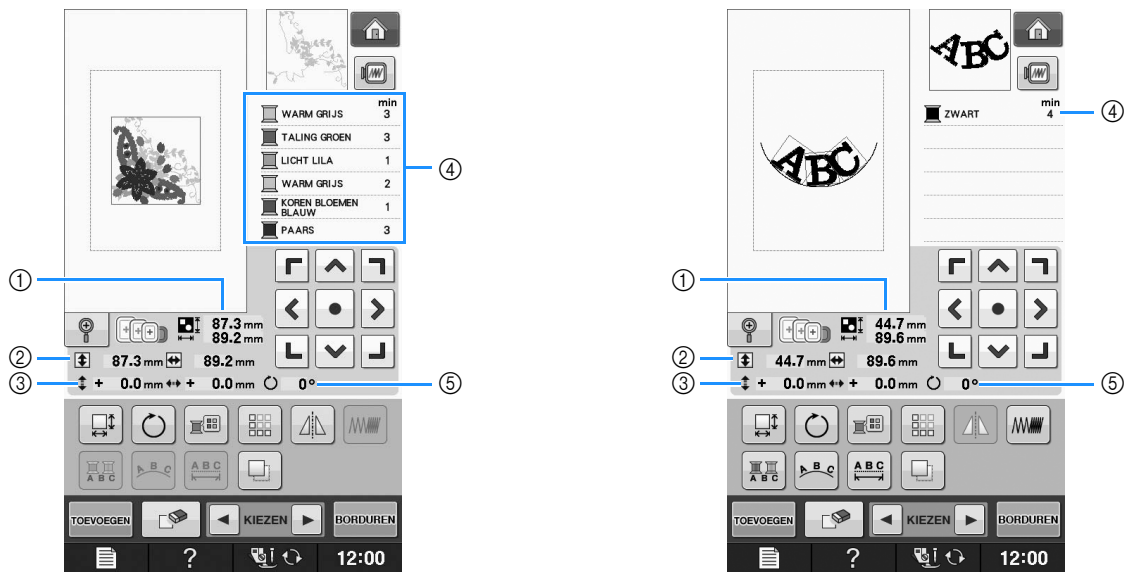 min
WARM GRIJS 3
TALING GROEN 3
LICHT LILA 1
WARM GRIJS 2
KOREN BLOEMEN
BLAUW 1
PAARS 3
④
①
87.3 mm
89.2 mm
② 87.3 mm 89.2 mm
③ + 0.0 mm + 0.0 mm 0° ⑤
A B C
A B C
A B C
TOEVOEGEN KIEZEN BORDUREN
? 12:00
ABC
min
ZWART 4 ④
ABC
①
44.7 mm
89.6 mm
② 44.7 mm 89.6 mm
③ + 0.0 mm + 0.0 mm 0° ⑤
A B C
A B C
A B C
TOEVOEGEN KIEZEN BORDUREN
? 12:00